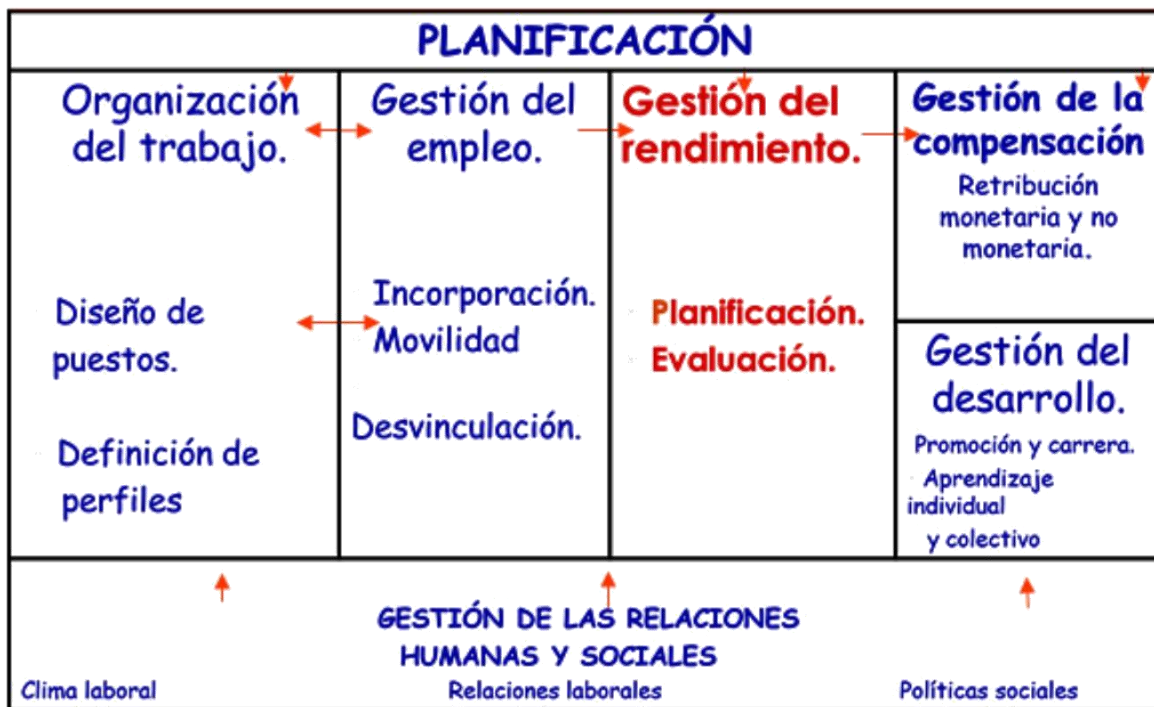 PLANIFICACIÓN
Organización
del trabajo.
Diseño de
puestos.
Definición de
perfiles
Gestión del
empleo.
Incorporación.
Movilidad
Desvinculación.
Gestión del
rendimiento.
Planificación.
Evaluación.
Gestión de la
compensación
Retribución
monetaria y no
monetaria.
Gestión del
desarrollo.
Promoción y carrera.
Aprendizaje
individual
y colectivo
GESTIÓN DE LAS RELACIONES
HUMANAS Y SOCIALES
Clima laboral
Relaciones laborales
Políticas sociales